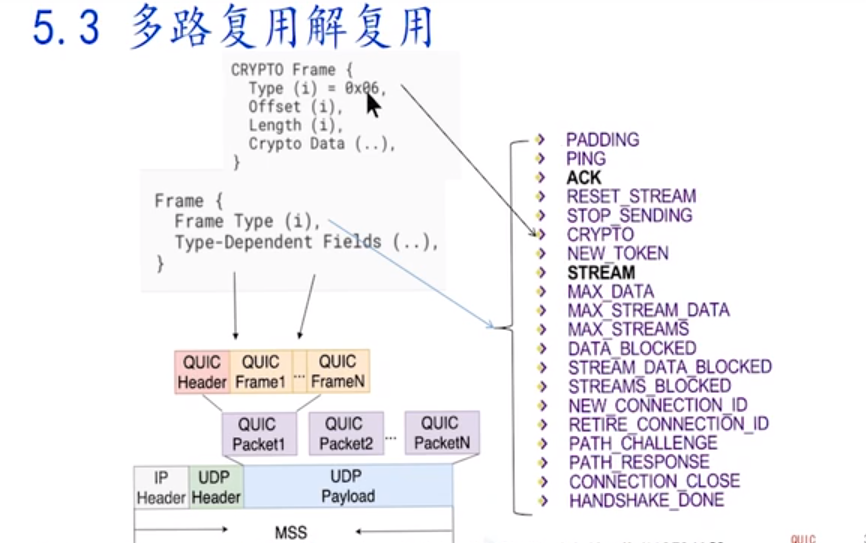 5.3 多路复用解复用
CRYPTO Frame {
Type (i) = 0x06,
Offset (i),
Length (i),
Crypto Data (..),
}
Frame {
Frame Type (i),
Type-Dependent Fields (..),
}
PADDING
PING
ACK
RESET_STREAM
STOP_SENDING
CRYPTO
NEW_TOKEN
STREAM
MAX_DATA
MAX_STREAM_DATA
MAX_STREAMS
DATA_BLOCKED
STREAM_DATA_BLOCKED
STREAMS_BLOCKED
NEW_CONNECTION_ID
RETIRE_CONNECTION_ID
PATH_CHALLENGE
PATH_RESPONSE
CONNECTION_CLOSE
HANDSHAKE_DONE
QUIC Header
QUIC Frame1
...
QUIC FrameN
QUIC Packet1
QUIC Packet2
...
QUIC PacketN
IP Header
UDP Header
UDP Payload
MSS
QUIC